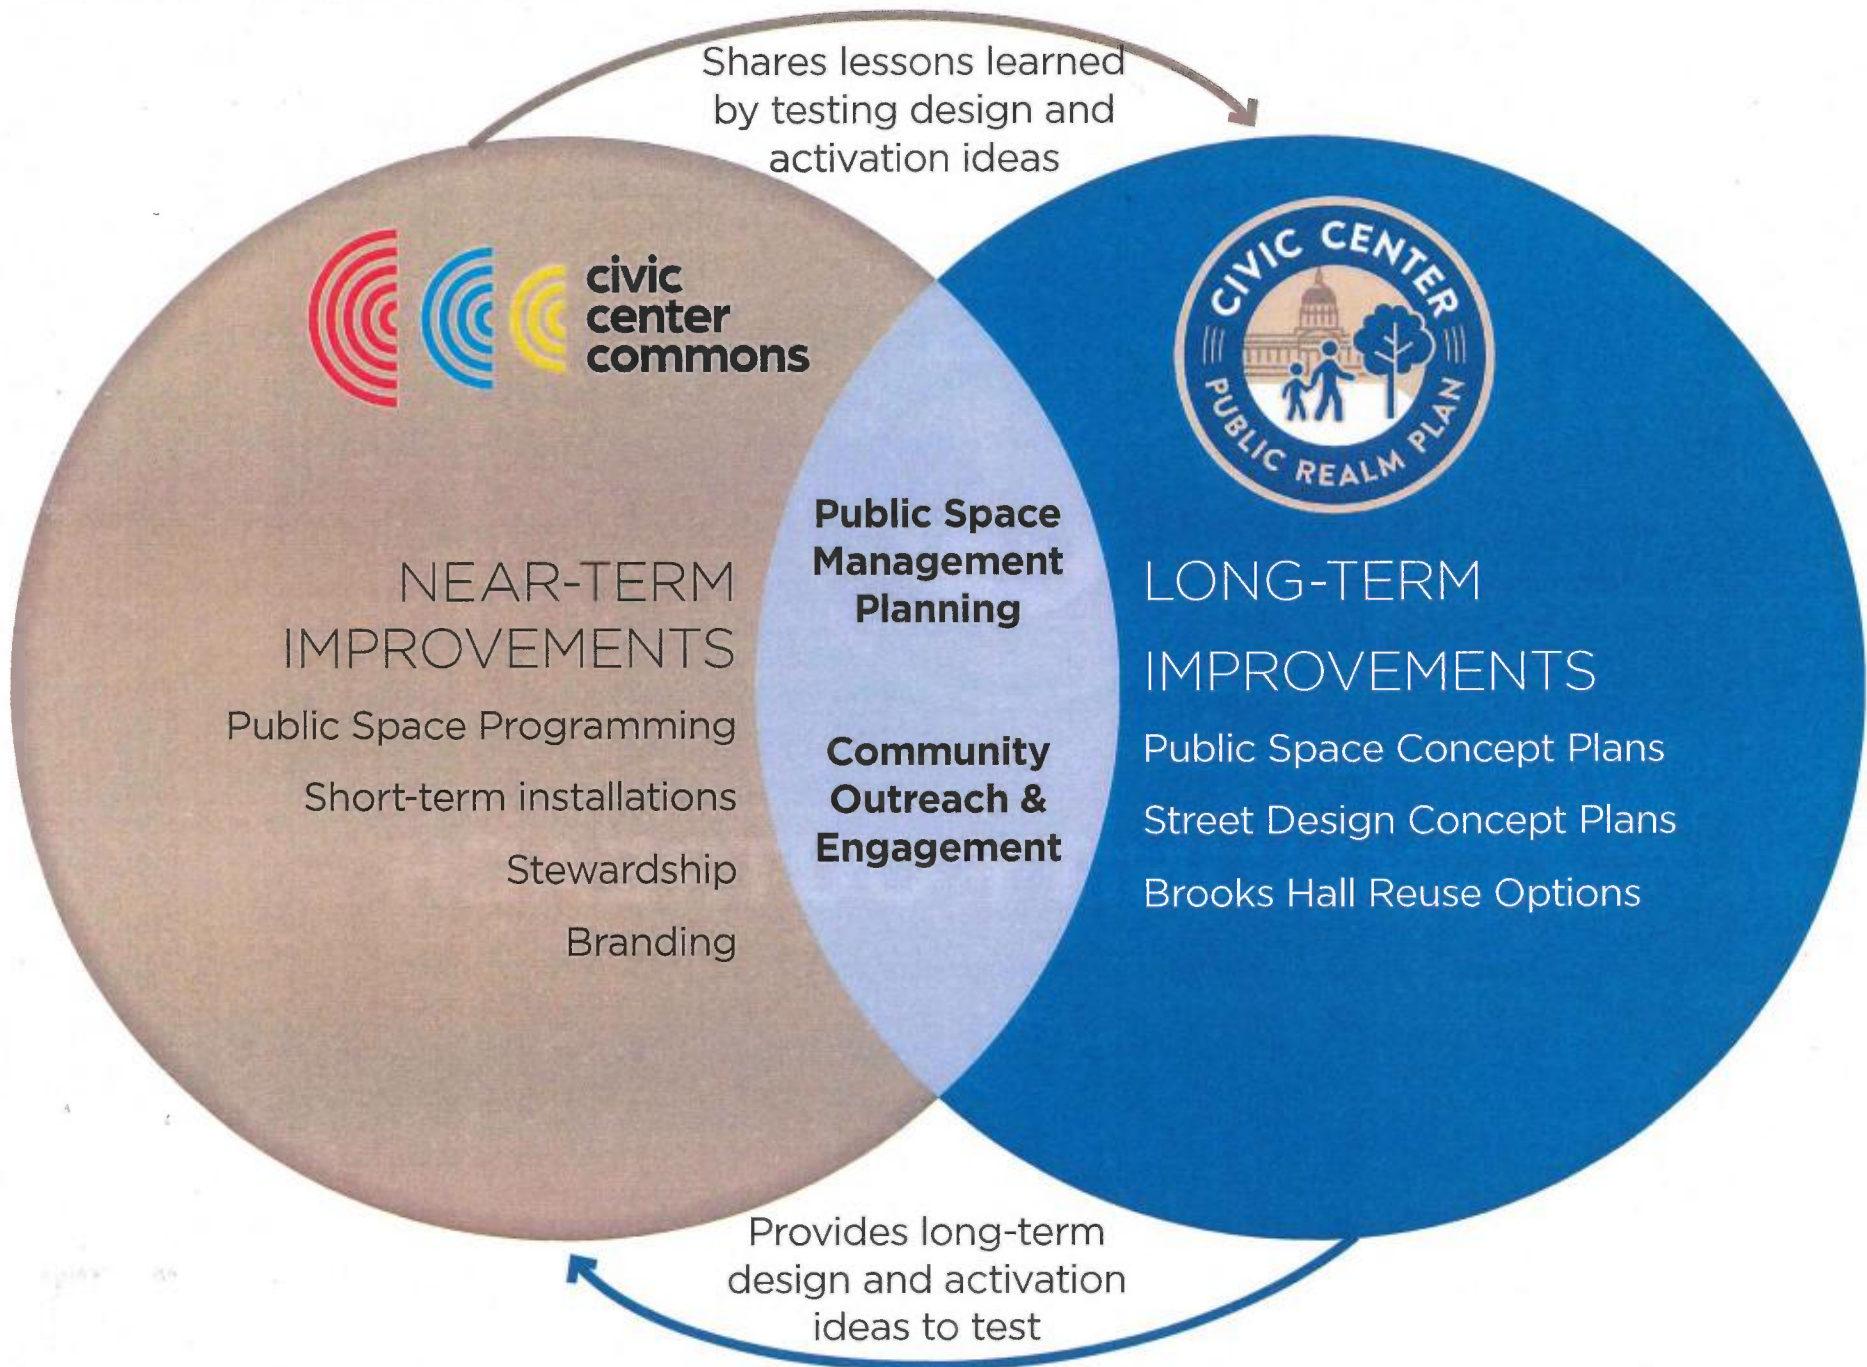 Shares lessons learned
by testing design and
activation ideas
civic
center
commons
NEAR-TERM
IMPROVEMENTS
Public Space Programming
Short-term installations
Stewardship
Branding
Public Space
Management
Planning
Community
Outreach &
Engagement
CIVIC CENTER
PUBLIC REALM PLAN
LONG-TERM
IMPROVEMENTS
Public Space Concept Plans
Street Design Concept Plans
Brooks Hall Reuse Options
Provides long-term
design and activation
ideas to test